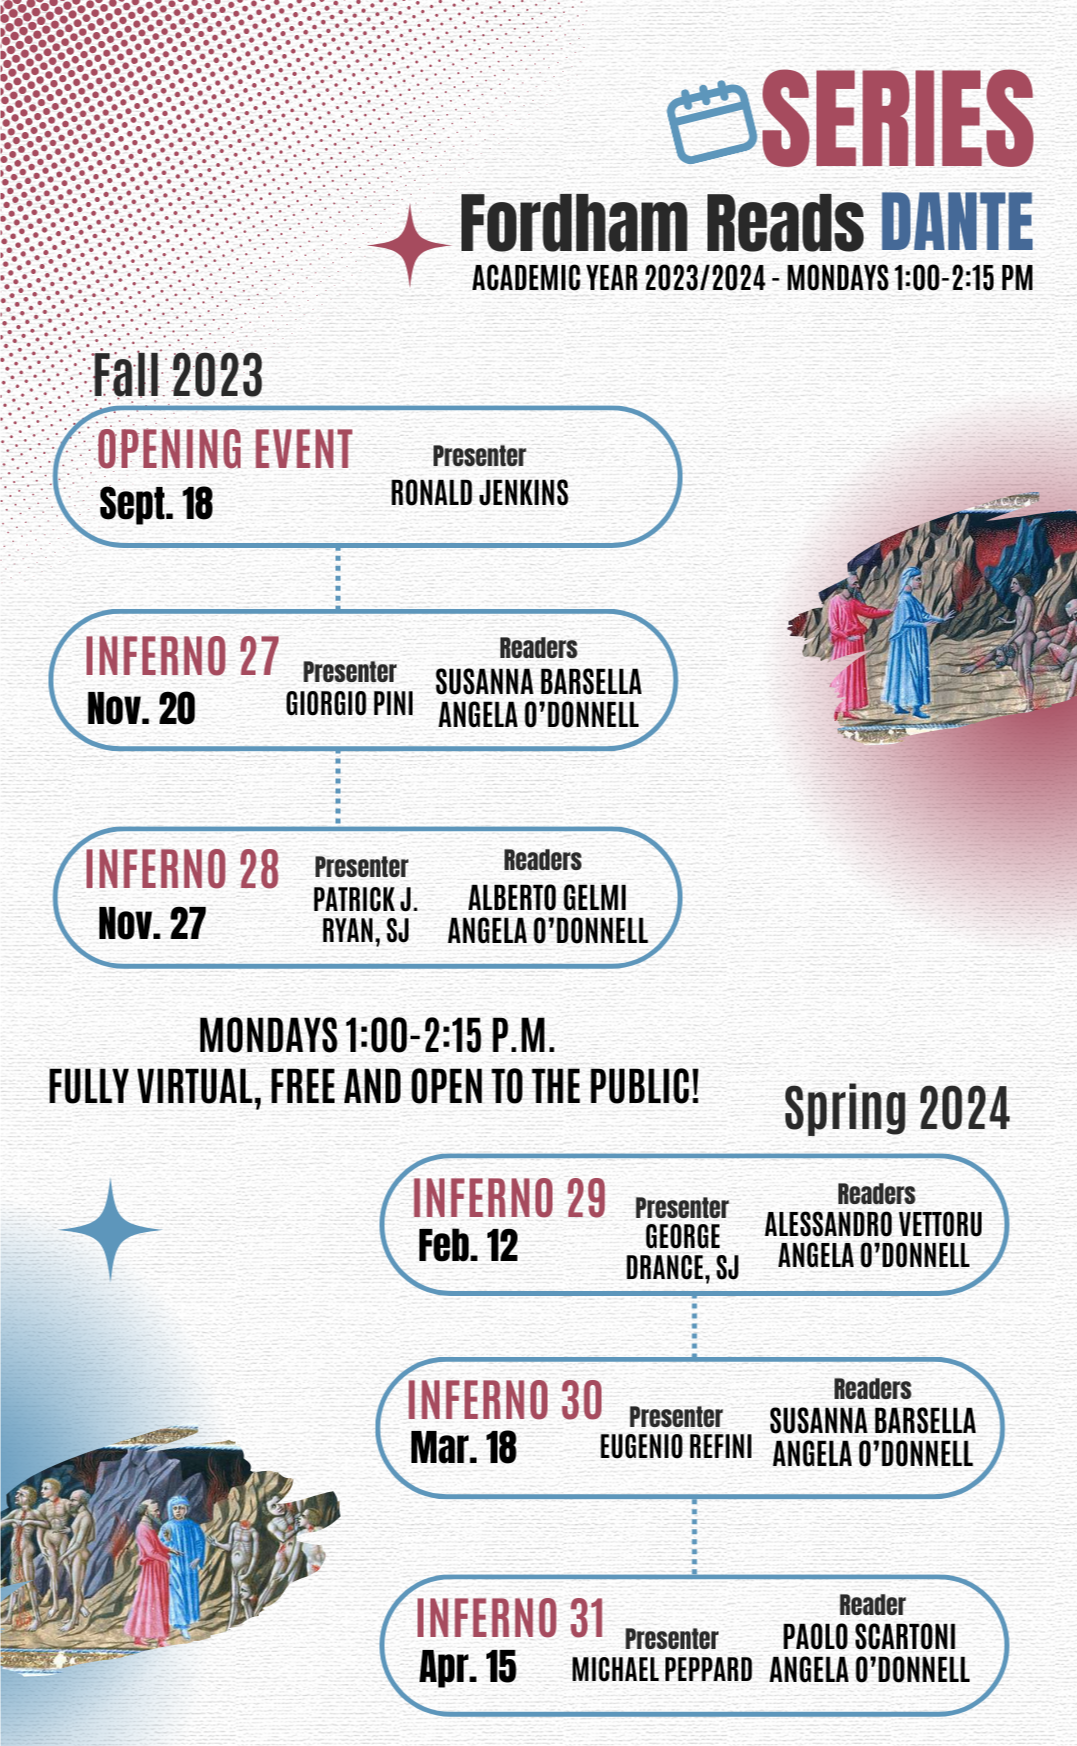 SERIES
Fordham Reads DANTE
ACADEMIC YEAR 2023/2024 - MONDAYS 1:00-2:15 PM
Fall 2023
OPENING EVENT
Sept. 18
Presenter
RONALD JENKINS
INFERNO 27
Nov. 20
Presenter
GIORGIO PINI
Readers
SUSANNA BARSELLA
ANGELA O'DONNELL
INFERNO 28
Nov. 27
Presenter
PATRICK J.
RYAN, SJ
Readers
ALBERTO GELMI
ANGELA O'DONNELL
MONDAYS 1:00-2:15 P.M.
FULLY VIRTUAL, FREE AND OPEN TO THE PUBLIC!
Spring 2024
INFERNO 29
Feb. 12
Presenter
GEORGE
DRANCE, SJ
Readers
ALESSANDRO VETTORU
ANGELA O'DONNELL
INFERNO 30
Mar. 18
Presenter
EUGENIO REFINI
Readers
SUSANNA BARSELLA
ANGELA O'DONNELL
INFERNO 31
Apr. 15
Presenter
MICHAEL PEPPARD
Reader
PAOLO SCARTONI
ANGELA O'DONNELL